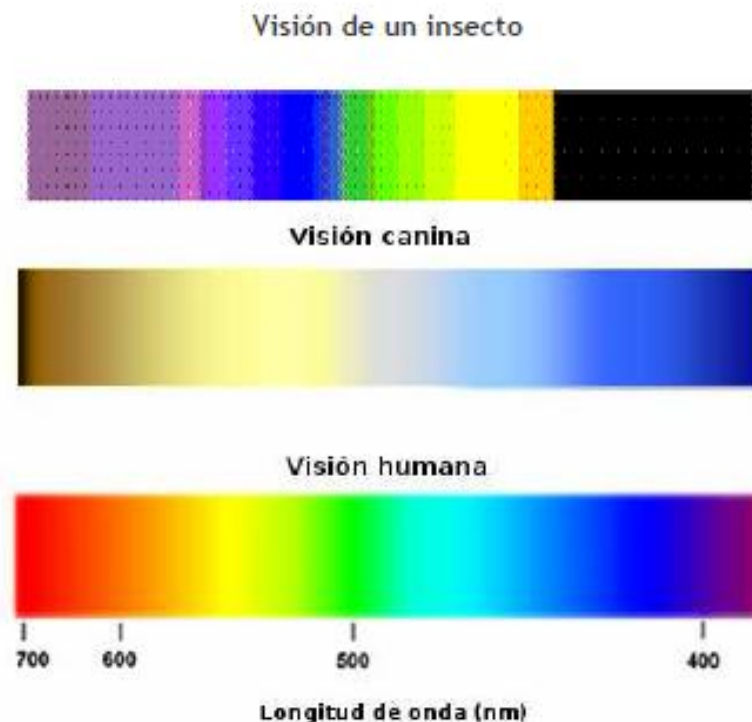 Visión de un insecto
Visión canina
Visión humana
700 600 500 400
Longitud de onda (nm)